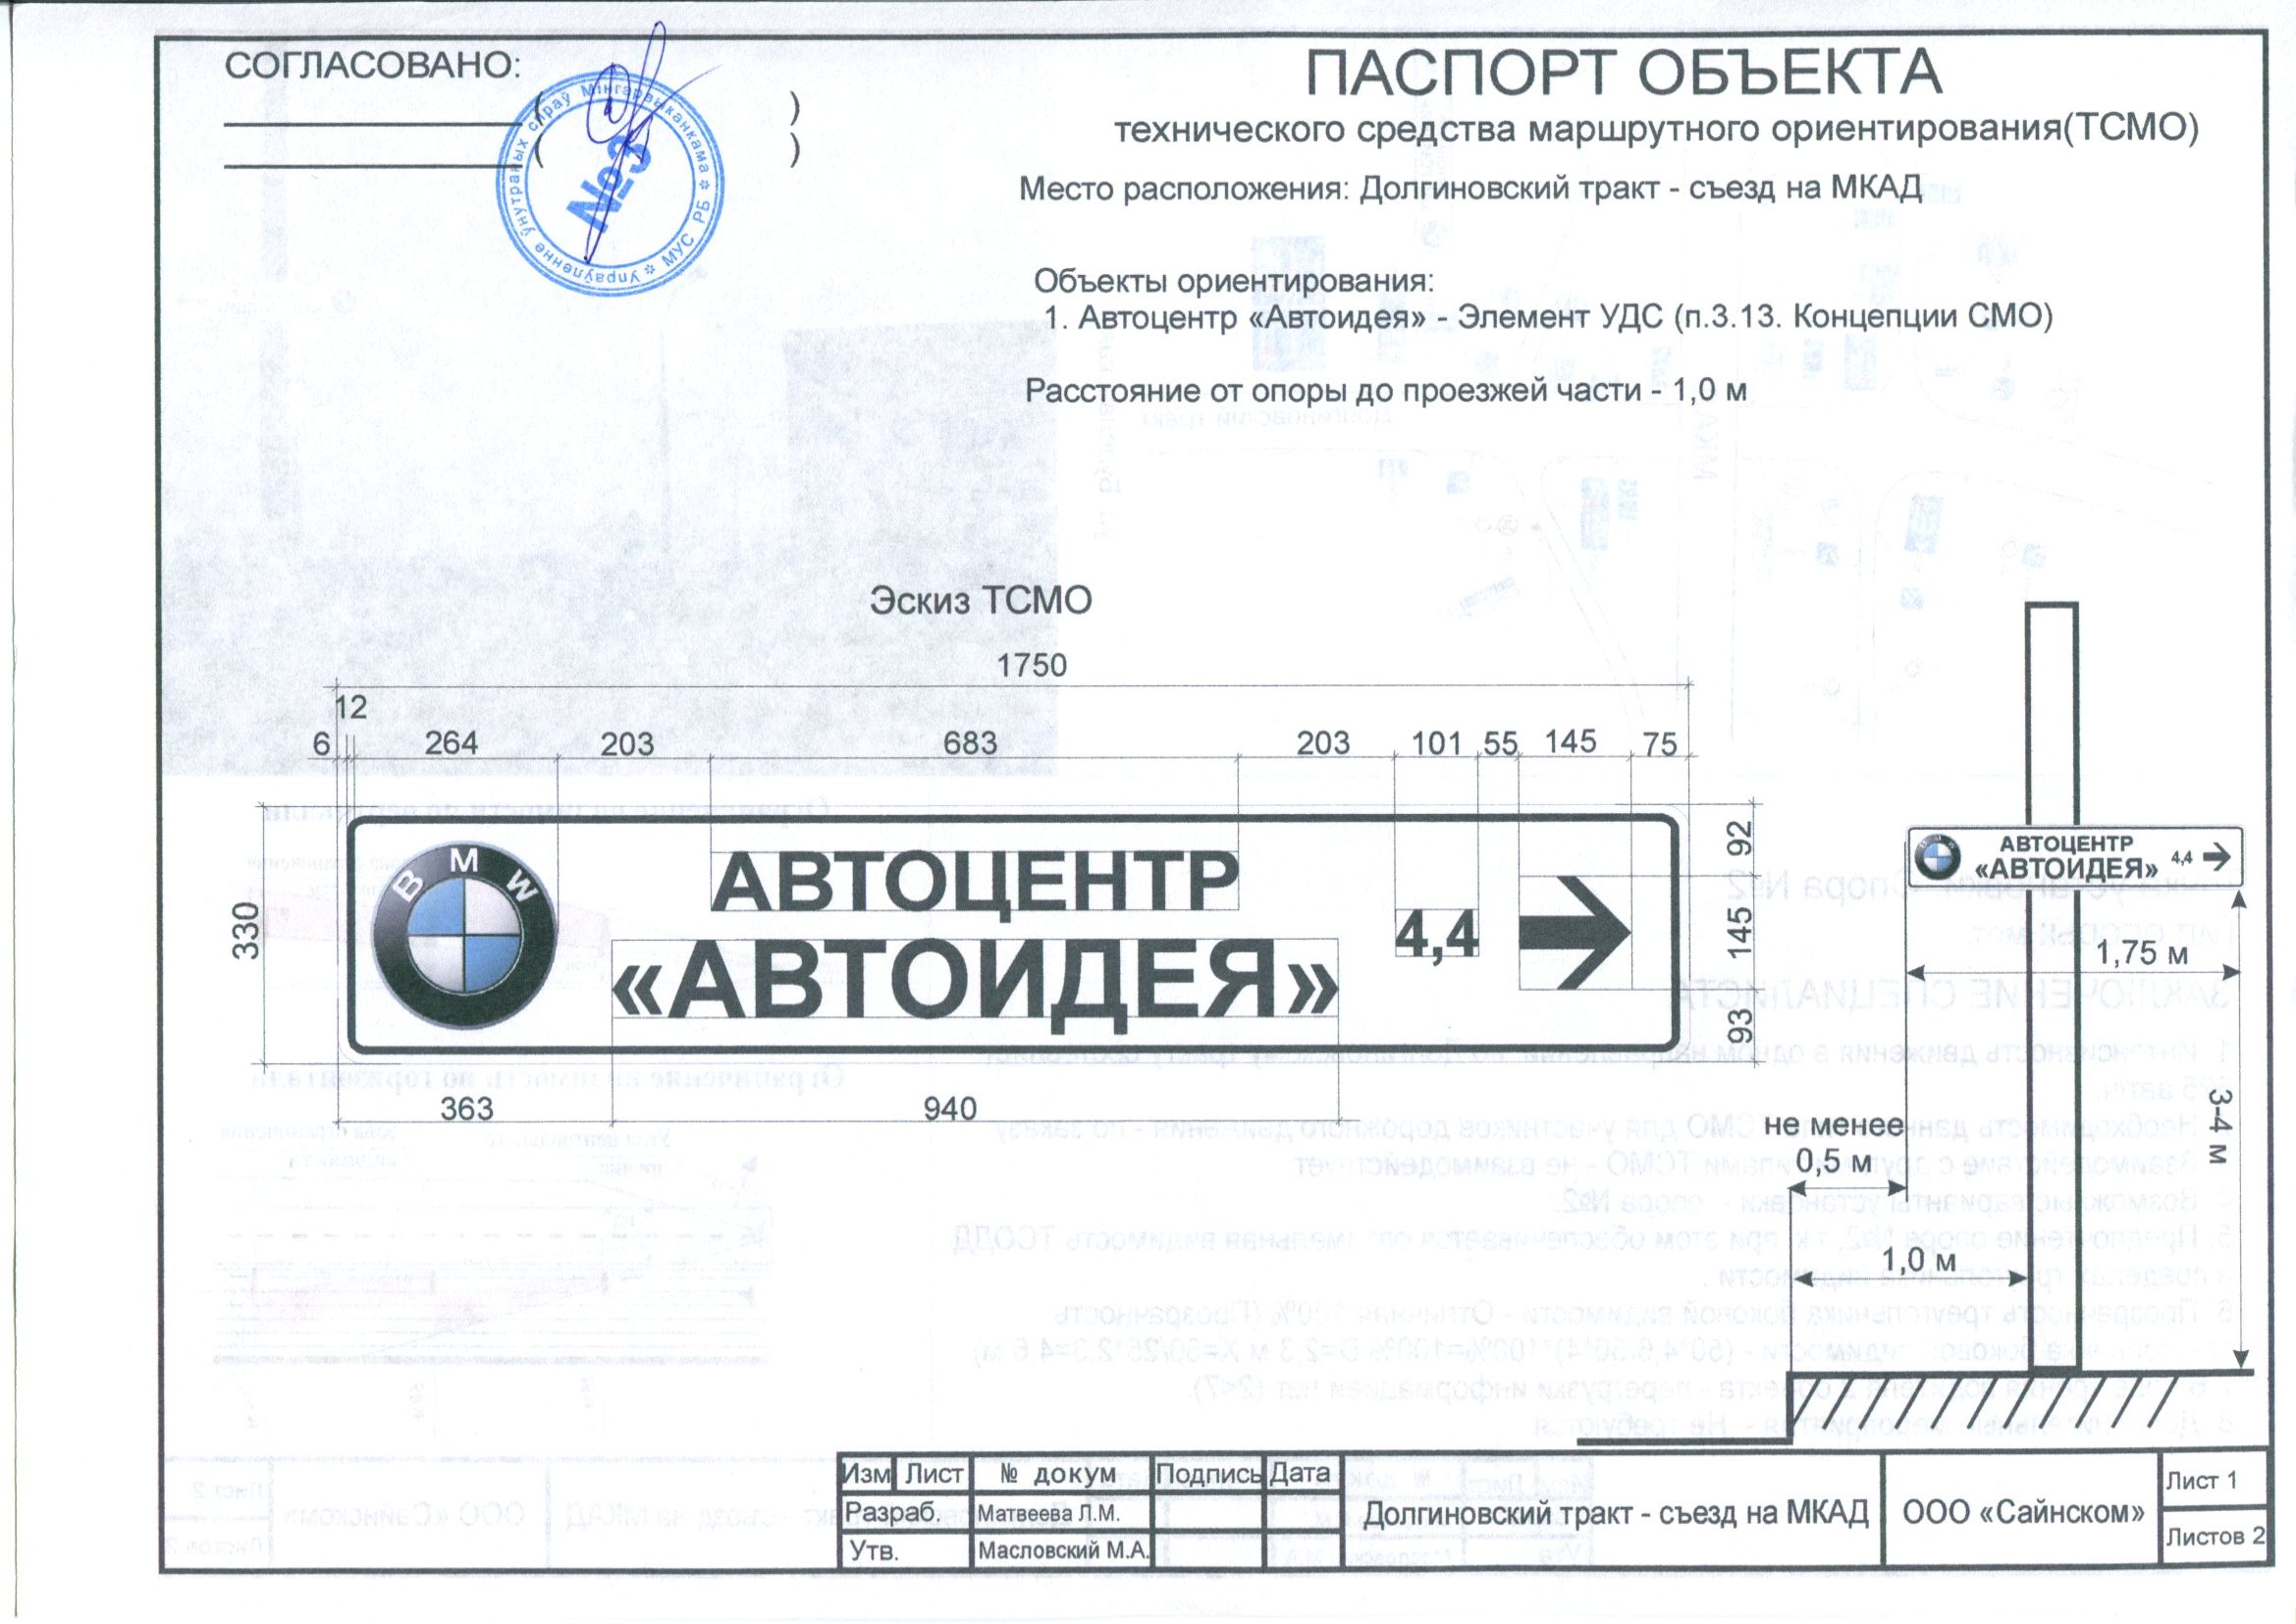 СОГЛАСОВАНО:
( )
( )
Упраўленне ўнутраных спраў Мінгарвыканкама * МУС РБ *
№3
ПАСПОРТ ОБЪЕКТА
технического средства маршрутного ориентирования(ТСМО)
Место расположения: Долгиновский тракт - съезд на МКАД
Объекты ориентирования:
1. Автоцентр «Автоидея» - Элемент УДС (п.3.13. Концепции СМО)
Расстояние от опоры до проезжей части - 1,0 м
Эскиз ТСМО
1750
12
6 264 203 683 203 101 55 145 75
330
BMW
АВТОЦЕНТР
«АВТОИДЕЯ»
4,4
92
145
93
363 940
BMW
АВТОЦЕНТР
«АВТОИДЕЯ» 4,4
1,75 м
3-4 м
не менее
0,5 м
1,0 м
Изм Лист № докум Подпись Дата
Разраб. Матвеева Л.М.
Утв. Масловский М.А.
Долгиновский тракт - съезд на МКАД
ООО «Сайнском»
Лист 1
Листов 2